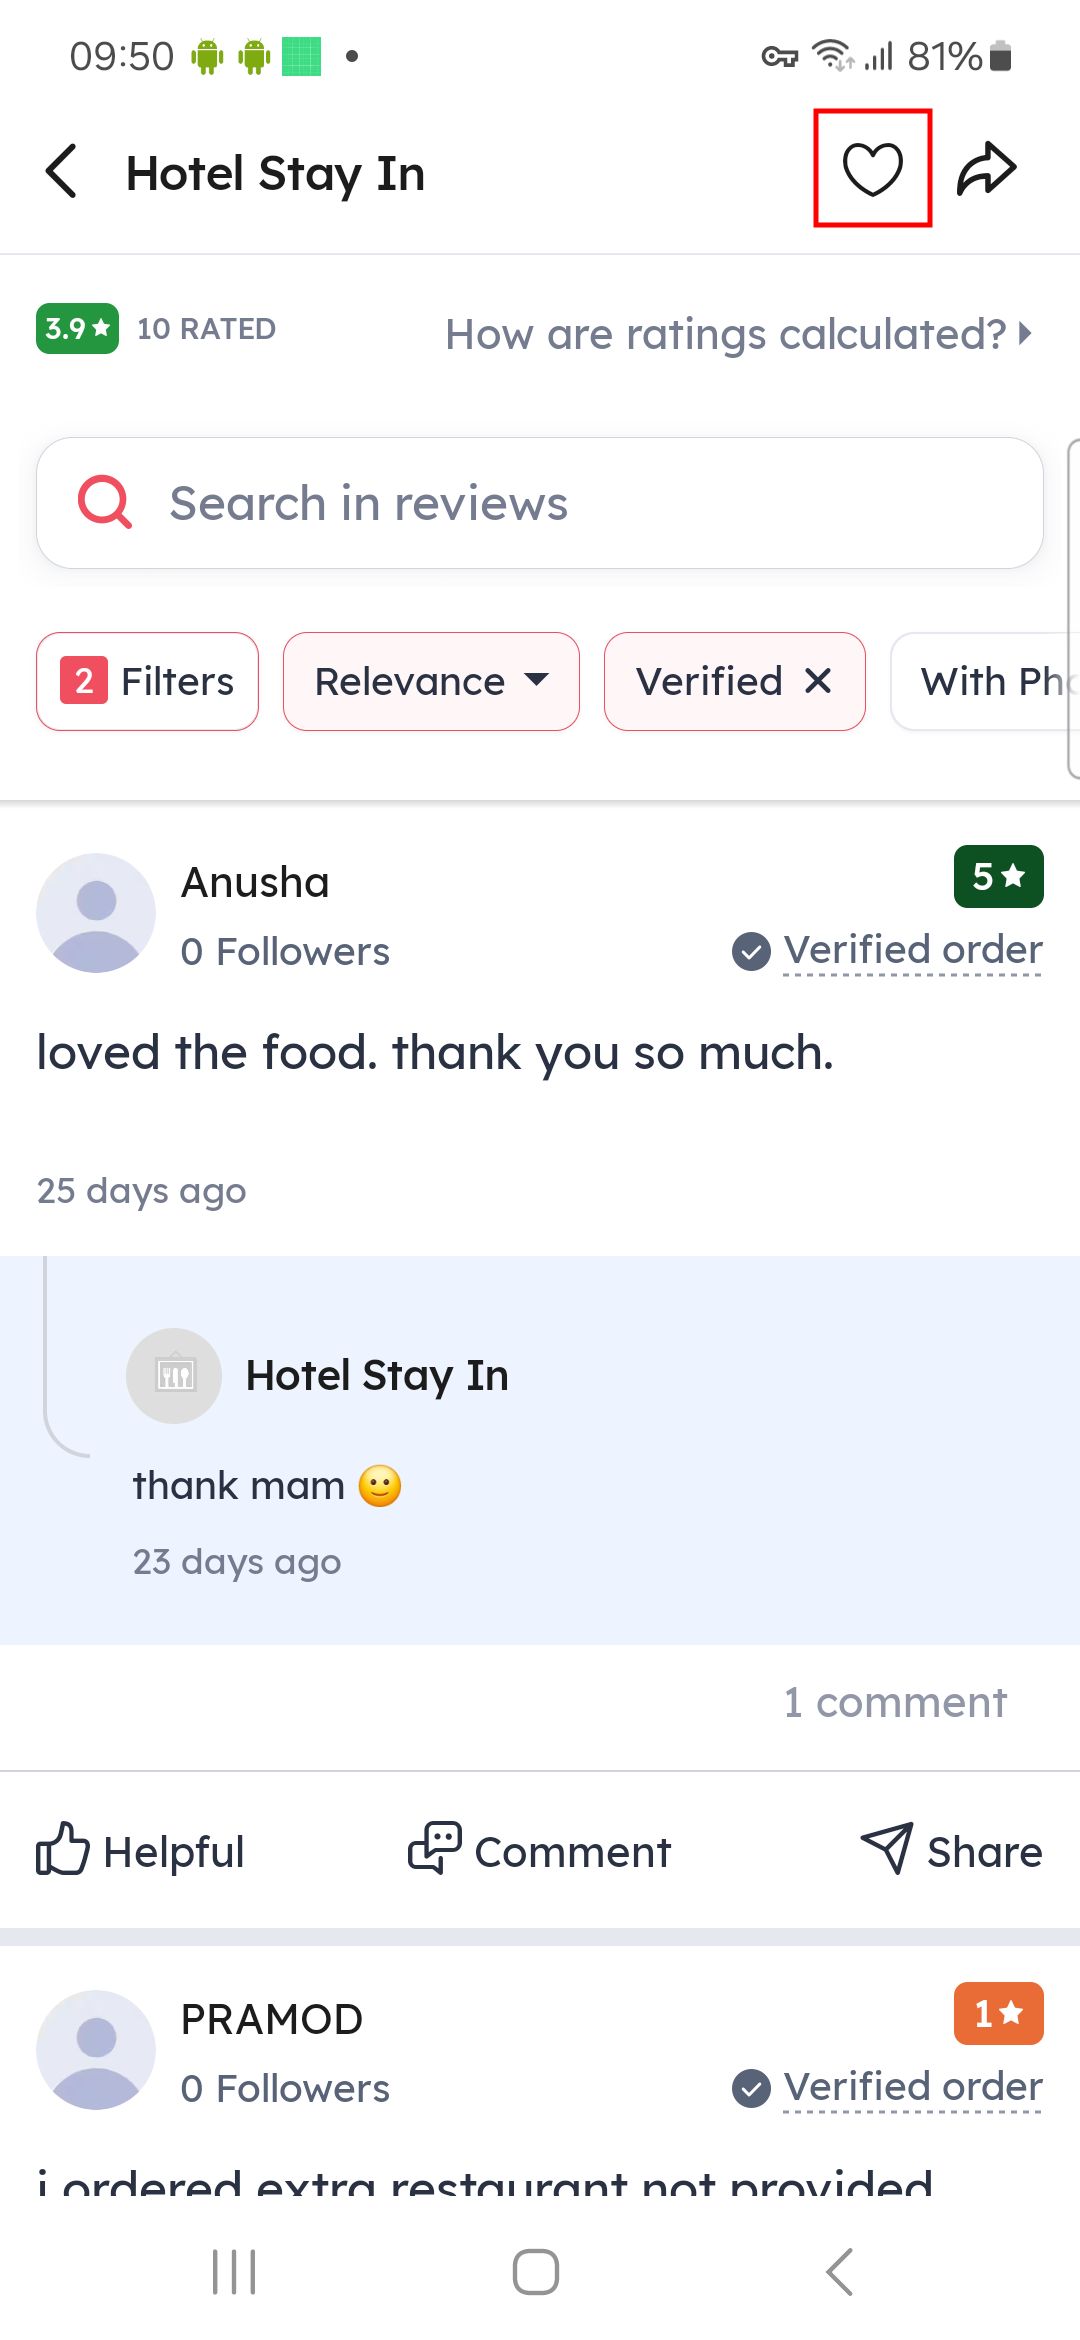 09:50
81%
Hotel Stay In
3.9★ 10 RATED
How are ratings calculated?
Search in reviews
2 Filters
Relevance
Verified
With
Anusha
5★
0 Followers
Verified order
loved the food. thank you so much.
25 days ago
Hotel Stay In
thank mam 🙂
23 days ago
1 comment
Helpful
Comment
Share
PRAMOD
1★
0 Followers
Verified order
i ordered extra restaurant not provided